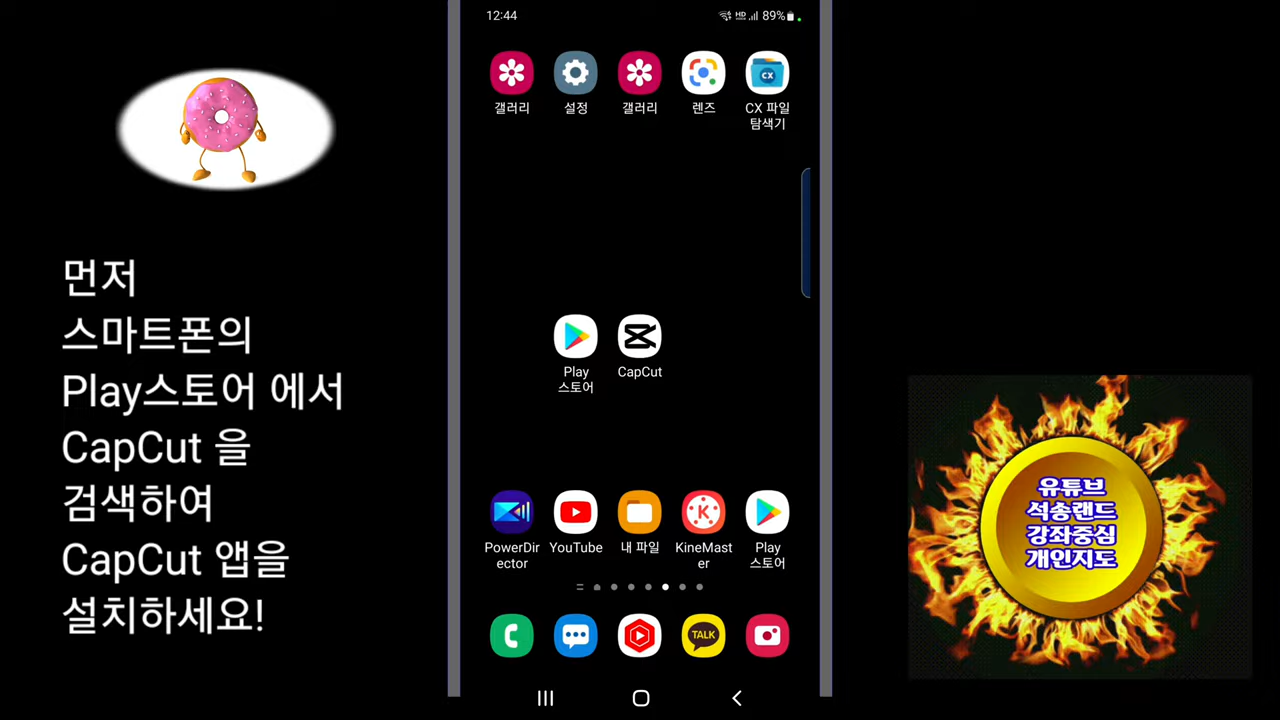 먼저
스마트폰의
Play스토어 에서
CapCut 을
검색하여
CapCut 앱을
설치하세요!
12:44
HD
89%
갤러리
설정
갤러리
렌즈
CX
CX 파일
탐색기
Play
스토어
CapCut
K
PowerDir
ector
YouTube
내 파일
KineMast
er
Play
스토어
TALK
유튜브
석송랜드
강좌중심
개인지도